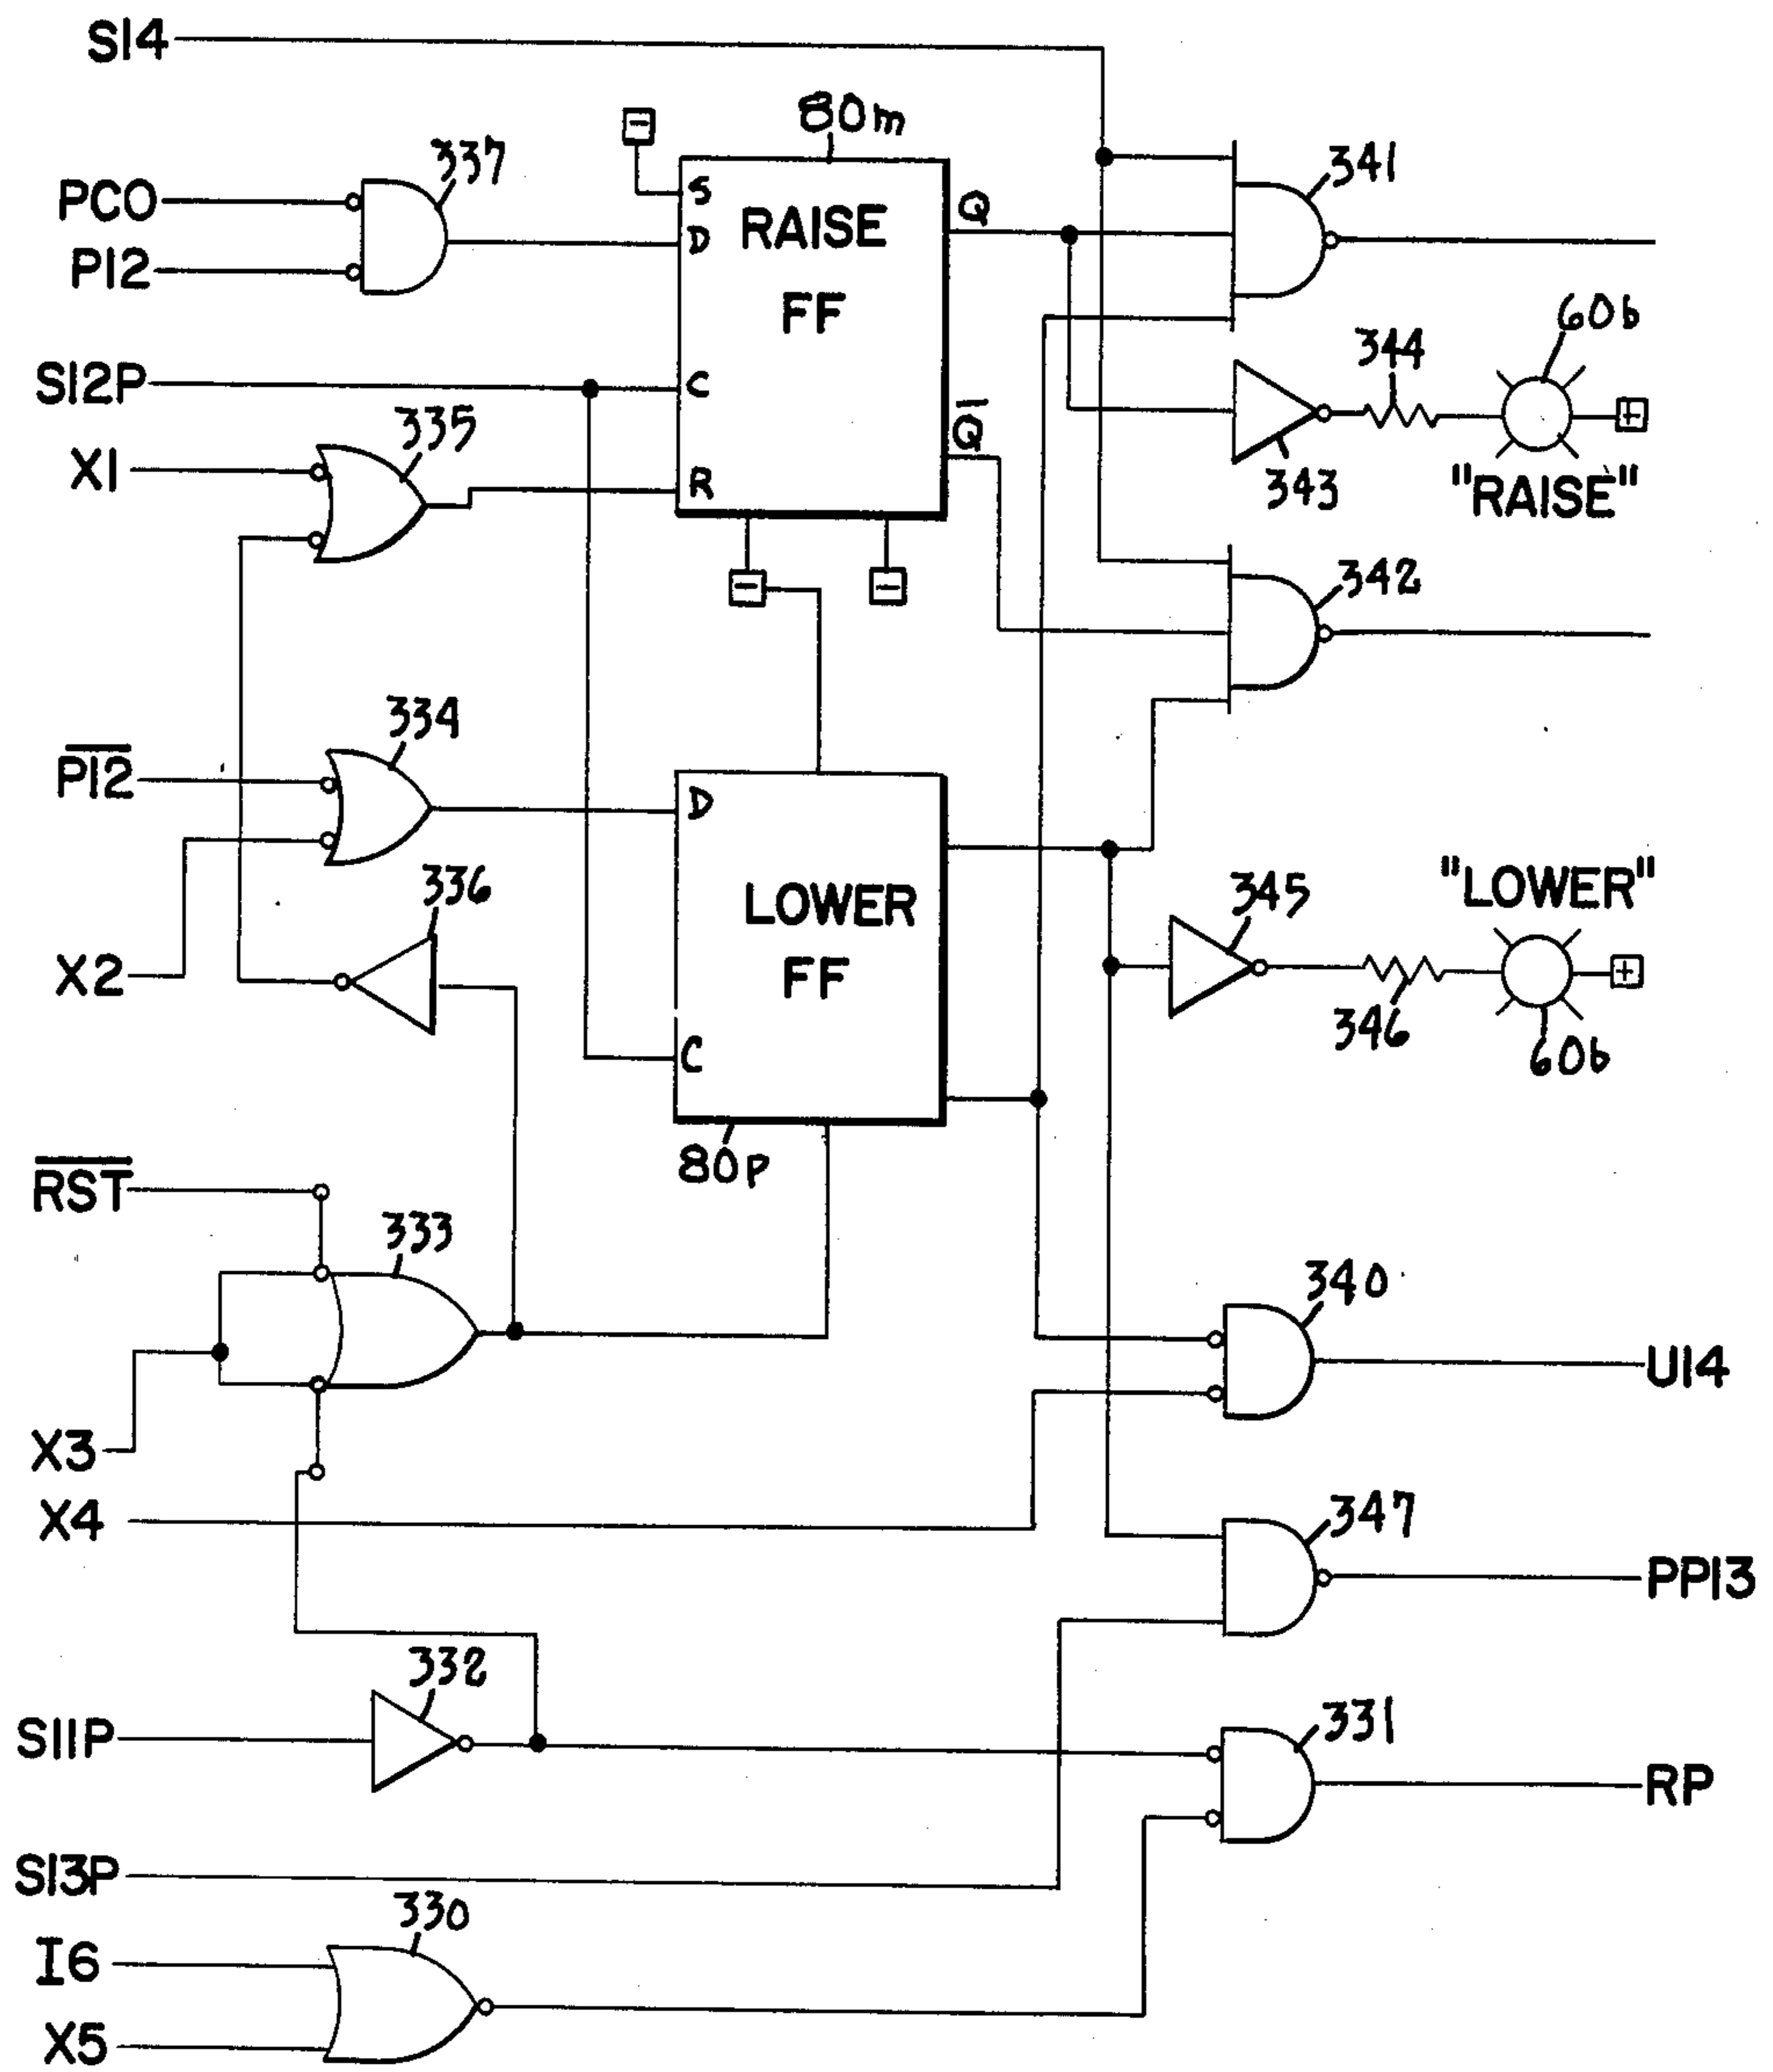 S14
80m
337
341
PCO
P12
S
D
RAISE
FF
Q
60b
344
S12P
C
335
X1
R
Q̅
343
"RAISE"
342
334
P̅1̅2̅
D
336
X2
LOWER
FF
345
"LOWER"
C
346
60b
80p
R̅S̅T̅
333
340
U14
X3
X4
347
PP13
332
S11P
331
RP
S13P
330
I6
X5